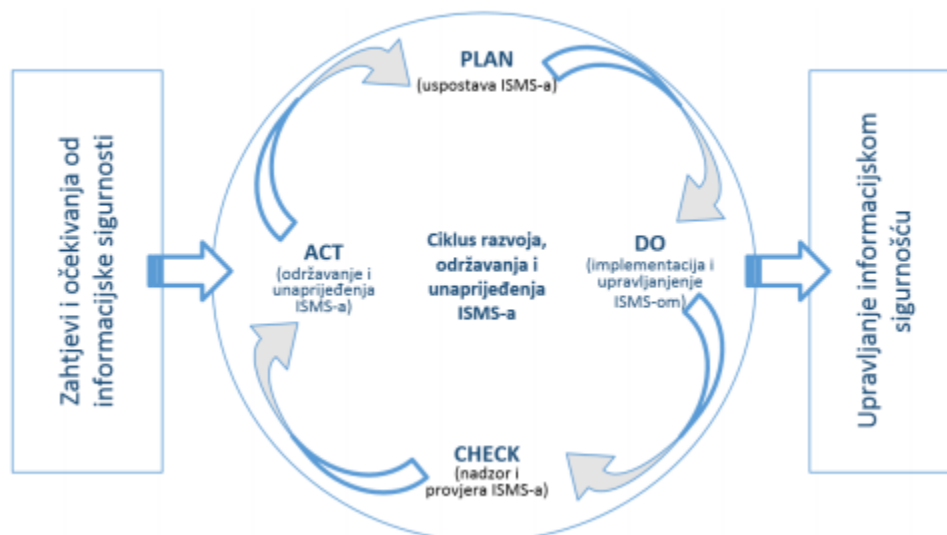 Zahtjevi i očekivanja od
informacijske sigurnosti
PLAN
(uspostava ISMS-a)
ACT
(održavanje i
unaprijeđenja
ISMS-a)
Ciklus razvoja,
održavanja i
unaprijeđenja
ISMS-a
DO
(implementacija i
upravljanjenje
ISMS-om)
CHECK
(nadzor i
provjera ISMS-a)
Upravljanje informacijskom
sigurnošću